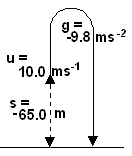 g =
-9.8 ms⁻²
u =
10.0 ms⁻¹
s =
-65.0 m